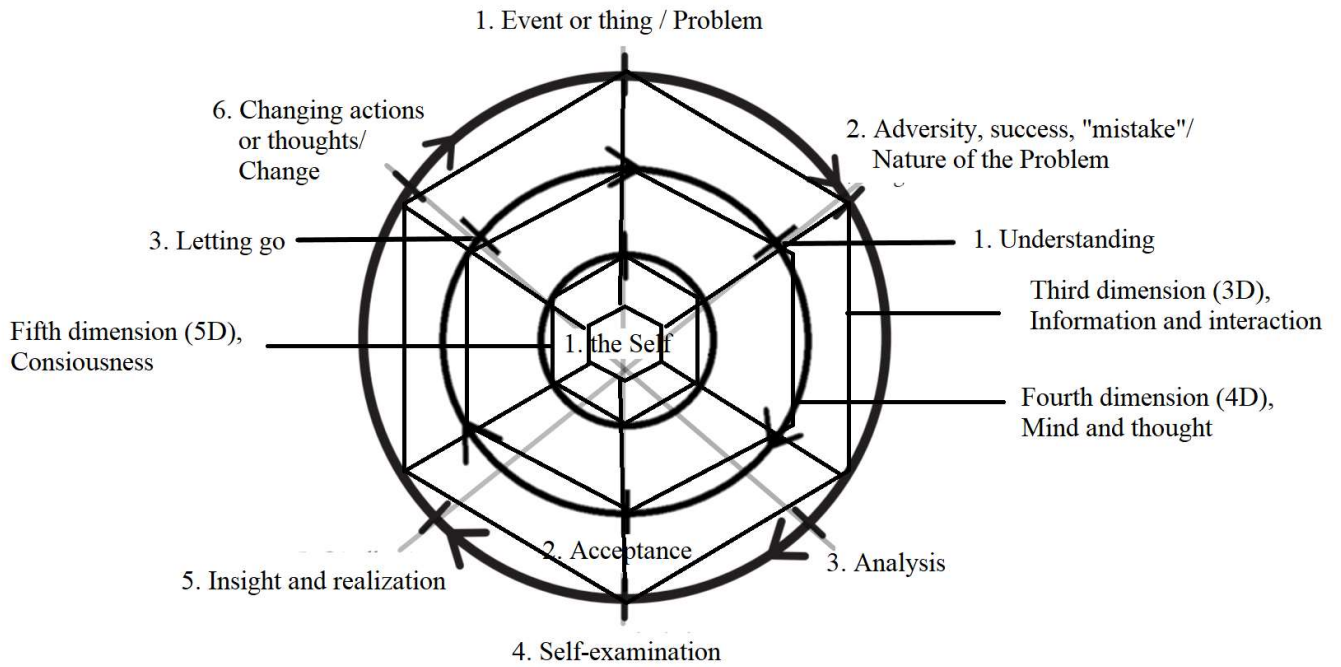 1. Event or thing / Problem
6. Changing actions
or thoughts/
Change
2. Adversity, success, "mistake"/
Nature of the Problem
3. Letting go
1. Understanding
Third dimension (3D),
Information and interaction
Fifth dimension (5D),
Consiousness
1. the Self
Fourth dimension (4D),
Mind and thought
2. Acceptance
3. Analysis
5. Insight and realization
4. Self-examination